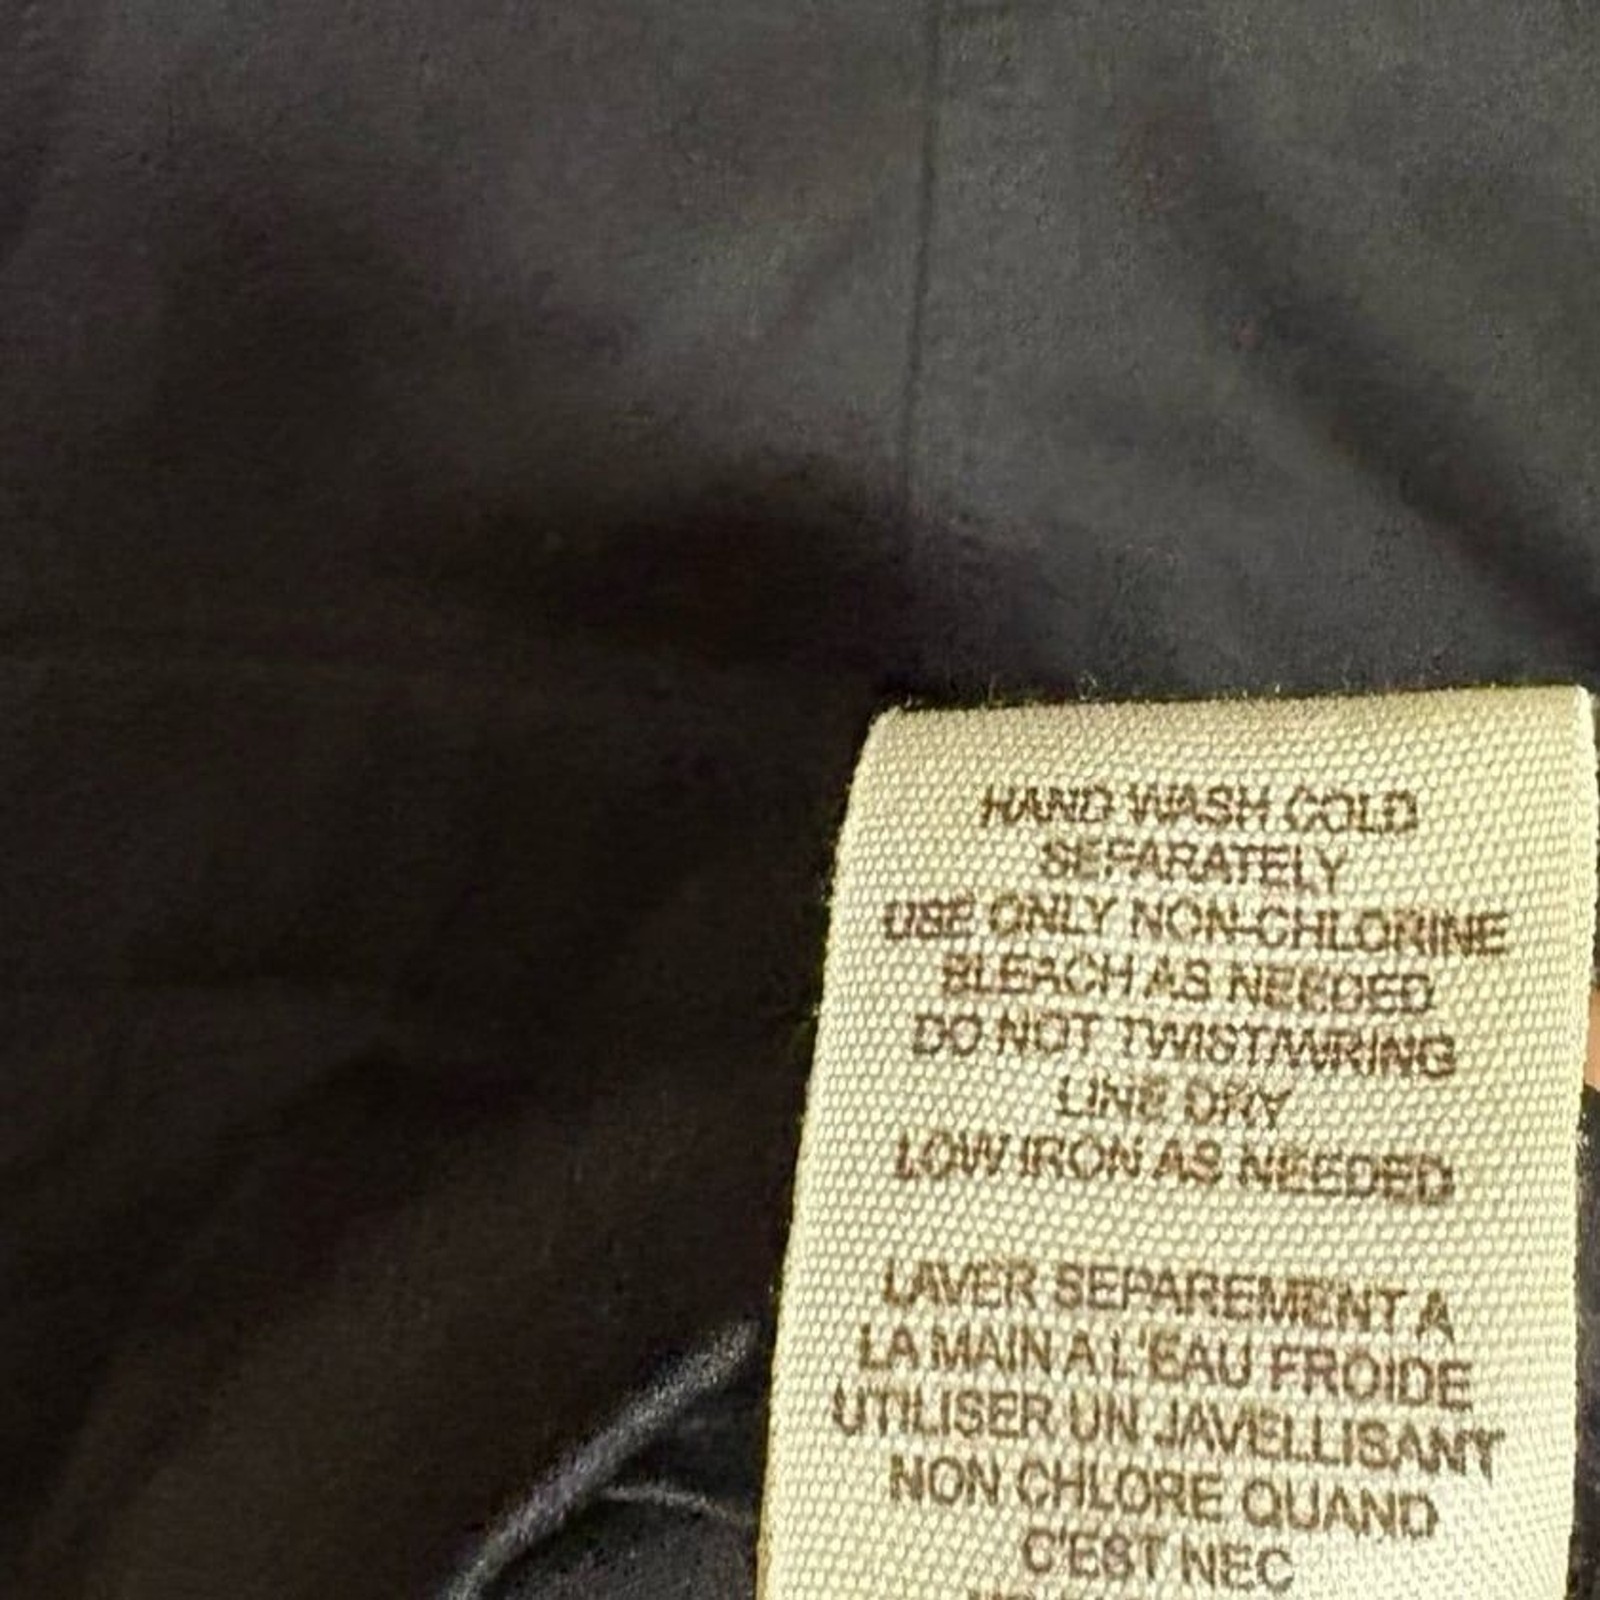 HAND WASH COLD
SEPARATELY
USE ONLY NON-CHLORINE
BLEACH AS NEEDED
DO NOT TWIST/WRING
LINE DRY
LOW IRON AS NEEDED
LAVER SEPAREMENT A
LA MAIN A L'EAU FROIDE
UTILISER UN JAVELLISANT
NON CHLORE QUAND
C'EST NEC